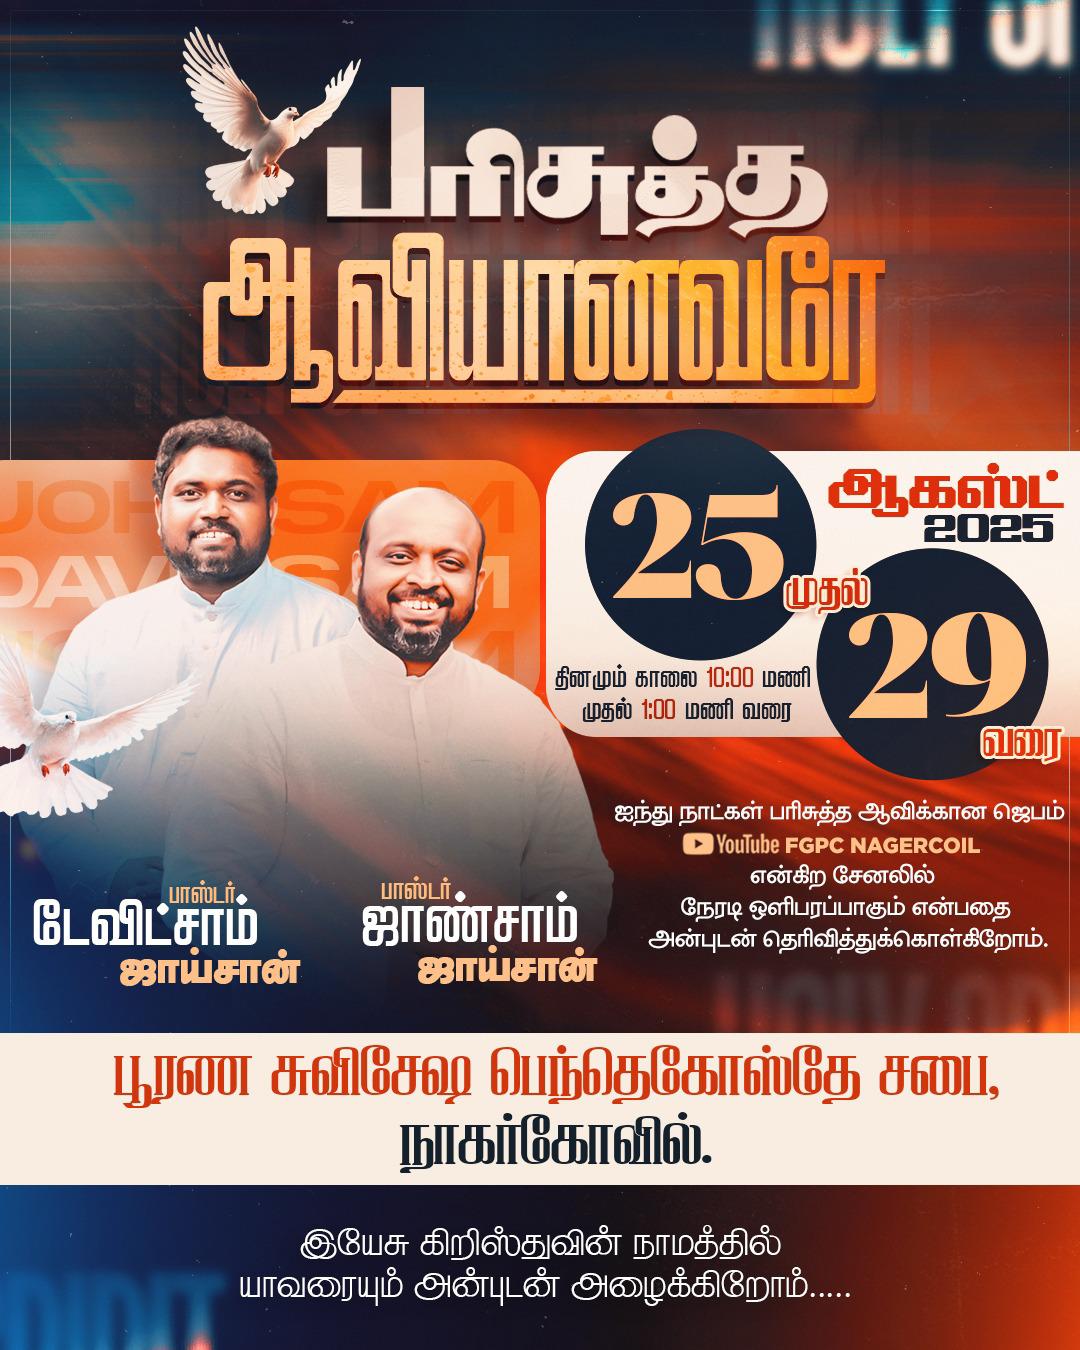 பரிசுத்த
ஆவியானவரே
JOHNSAM
DAVIDSAM
ஆகஸ்ட்
2025
25
முதல்
29
வரை
தினமும் காலை 10:00 மணி
முதல் 1:00 மணி வரை
ஐந்து நாட்கள் பரிசுத்த ஆவிக்கான ஜெபம்
YouTube FGPC NAGERCOIL
என்கிற சேனலில்
நேரடி ஒளிபரப்பாகும் என்பதை
அன்புடன் தெரிவித்துக்கொள்கிறோம்.
பாஸ்டர்
டேவிட்சாம்
ஜாய்சான்
பாஸ்டர்
ஜாண்சாம்
ஜாய்சான்
பூரண சுவிசேஷ பெந்தெகோஸ்தே சபை,
நாகர்கோவில்.
இயேசு கிறிஸ்துவின் நாமத்தில்
யாவரையும் அன்புடன் அழைக்கிறோம்.....